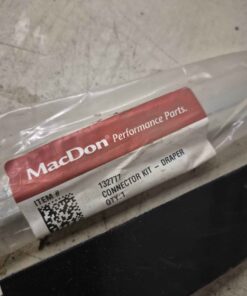 MacDon® Performance Parts.
ITEM #
132777
CONNECTOR KIT - DRAPER
QTY:1